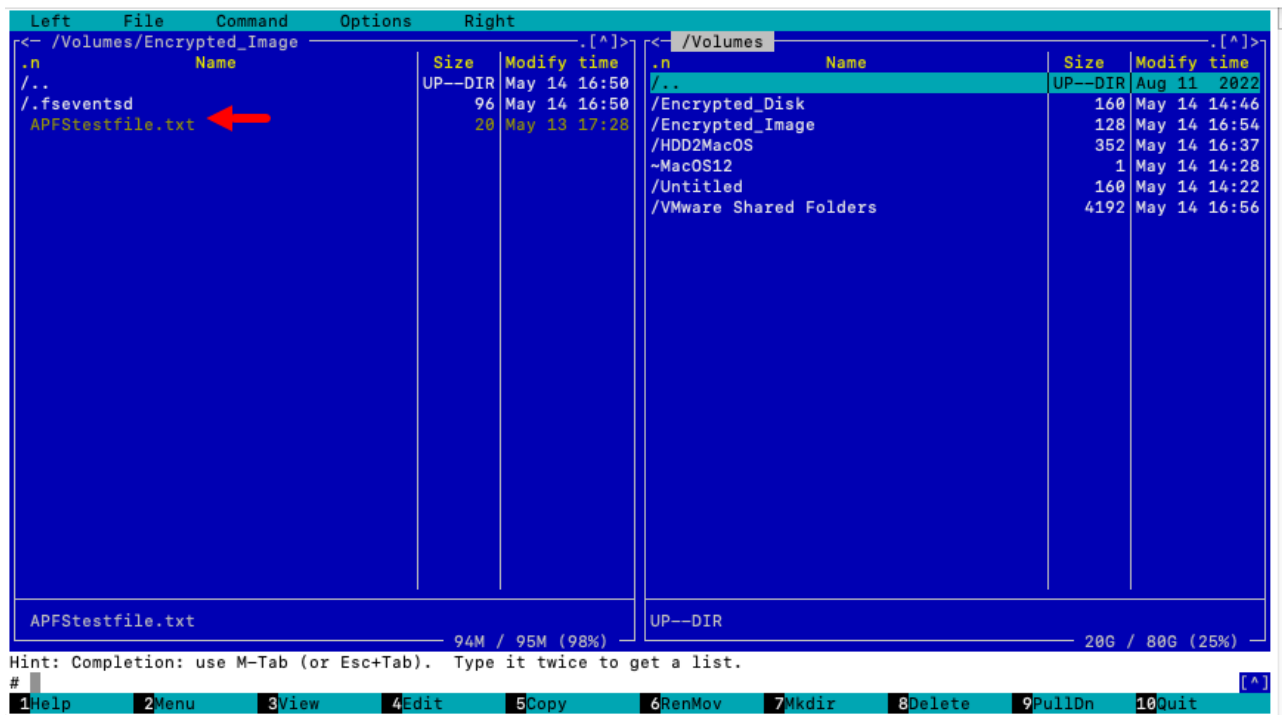 Left File Command Options Right
<─ /Volumes/Encrypted_Image ─ .[^]> <─ /Volumes ─ .[^]>
.n Name Size Modify time .n Name Size Modify time
/.. UP--DIR May 14 16:50 /.. UP--DIR Aug 11 2022
/.fseventsd 96 May 14 16:50 /Encrypted_Disk 160 May 14 14:46
APFStestfile.txt 20 May 13 17:28 /Encrypted_Image 128 May 14 16:54
/HDD2MacOS 352 May 14 16:37
~MacOS12 1 May 14 14:28
/Untitled 160 May 14 14:22
/VMware Shared Folders 4192 May 14 16:56
APFStestfile.txt UP--DIR
94M / 95M (98%) 20G / 80G (25%)
Hint: Completion: use M-Tab (or Esc+Tab). Type it twice to get a list.
# [^]
1Help 2Menu 3View 4Edit 5Copy 6RenMov 7Mkdir 8Delete 9PullDn 10Quit